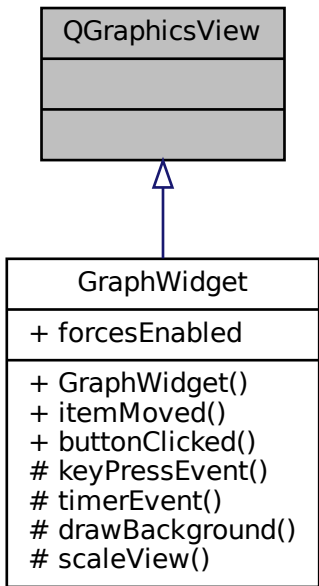 QGraphicsView
GraphWidget
+ forcesEnabled
+ GraphWidget()
+ itemMoved()
+ buttonClicked()
# keyPressEvent()
# timerEvent()
# drawBackground()
# scaleView()